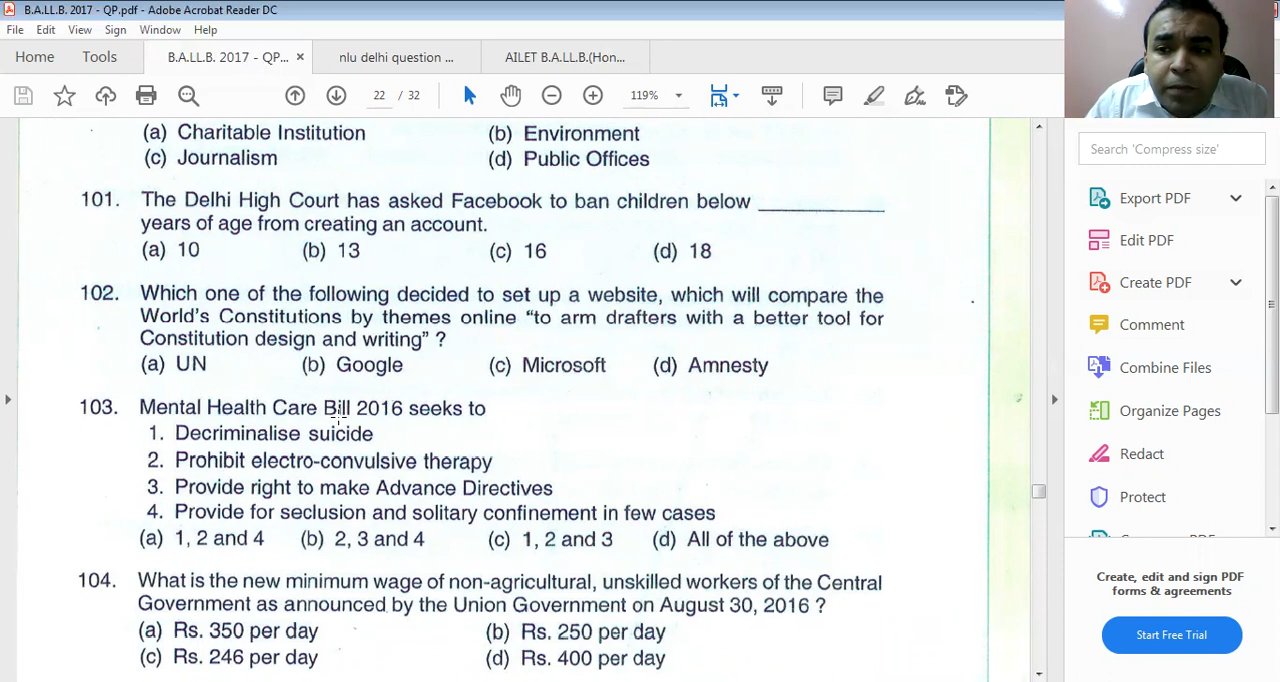 B.A.LL.B. 2017 - QP.pdf - Adobe Acrobat Reader DC
File Edit View Sign Window Help
Home Tools B.A.LL.B. 2017 - QP... × nlu delhi question ... AILET B.A.LL.B.(Hon...
22 / 32 119%
(a) Charitable Institution (b) Environment
(c) Journalism (d) Public Offices
101. The Delhi High Court has asked Facebook to ban children below __________
years of age from creating an account.
(a) 10 (b) 13 (c) 16 (d) 18
102. Which one of the following decided to set up a website, which will compare the
World's Constitutions by themes online "to arm drafters with a better tool for
Constitution design and writing" ?
(a) UN (b) Google (c) Microsoft (d) Amnesty
103. Mental Health Care Bill 2016 seeks to
1. Decriminalise suicide
2. Prohibit electro-convulsive therapy
3. Provide right to make Advance Directives
4. Provide for seclusion and solitary confinement in few cases
(a) 1, 2 and 4 (b) 2, 3 and 4 (c) 1, 2 and 3 (d) All of the above
104. What is the new minimum wage of non-agricultural, unskilled workers of the Central
Government as announced by the Union Government on August 30, 2016 ?
(a) Rs. 350 per day (b) Rs. 250 per day
(c) Rs. 246 per day (d) Rs. 400 per day
Search 'Compress size'
Export PDF
Edit PDF
Create PDF
Comment
Combine Files
Organize Pages
Redact
Protect
Create, edit and sign PDF
forms & agreements
Start Free Trial